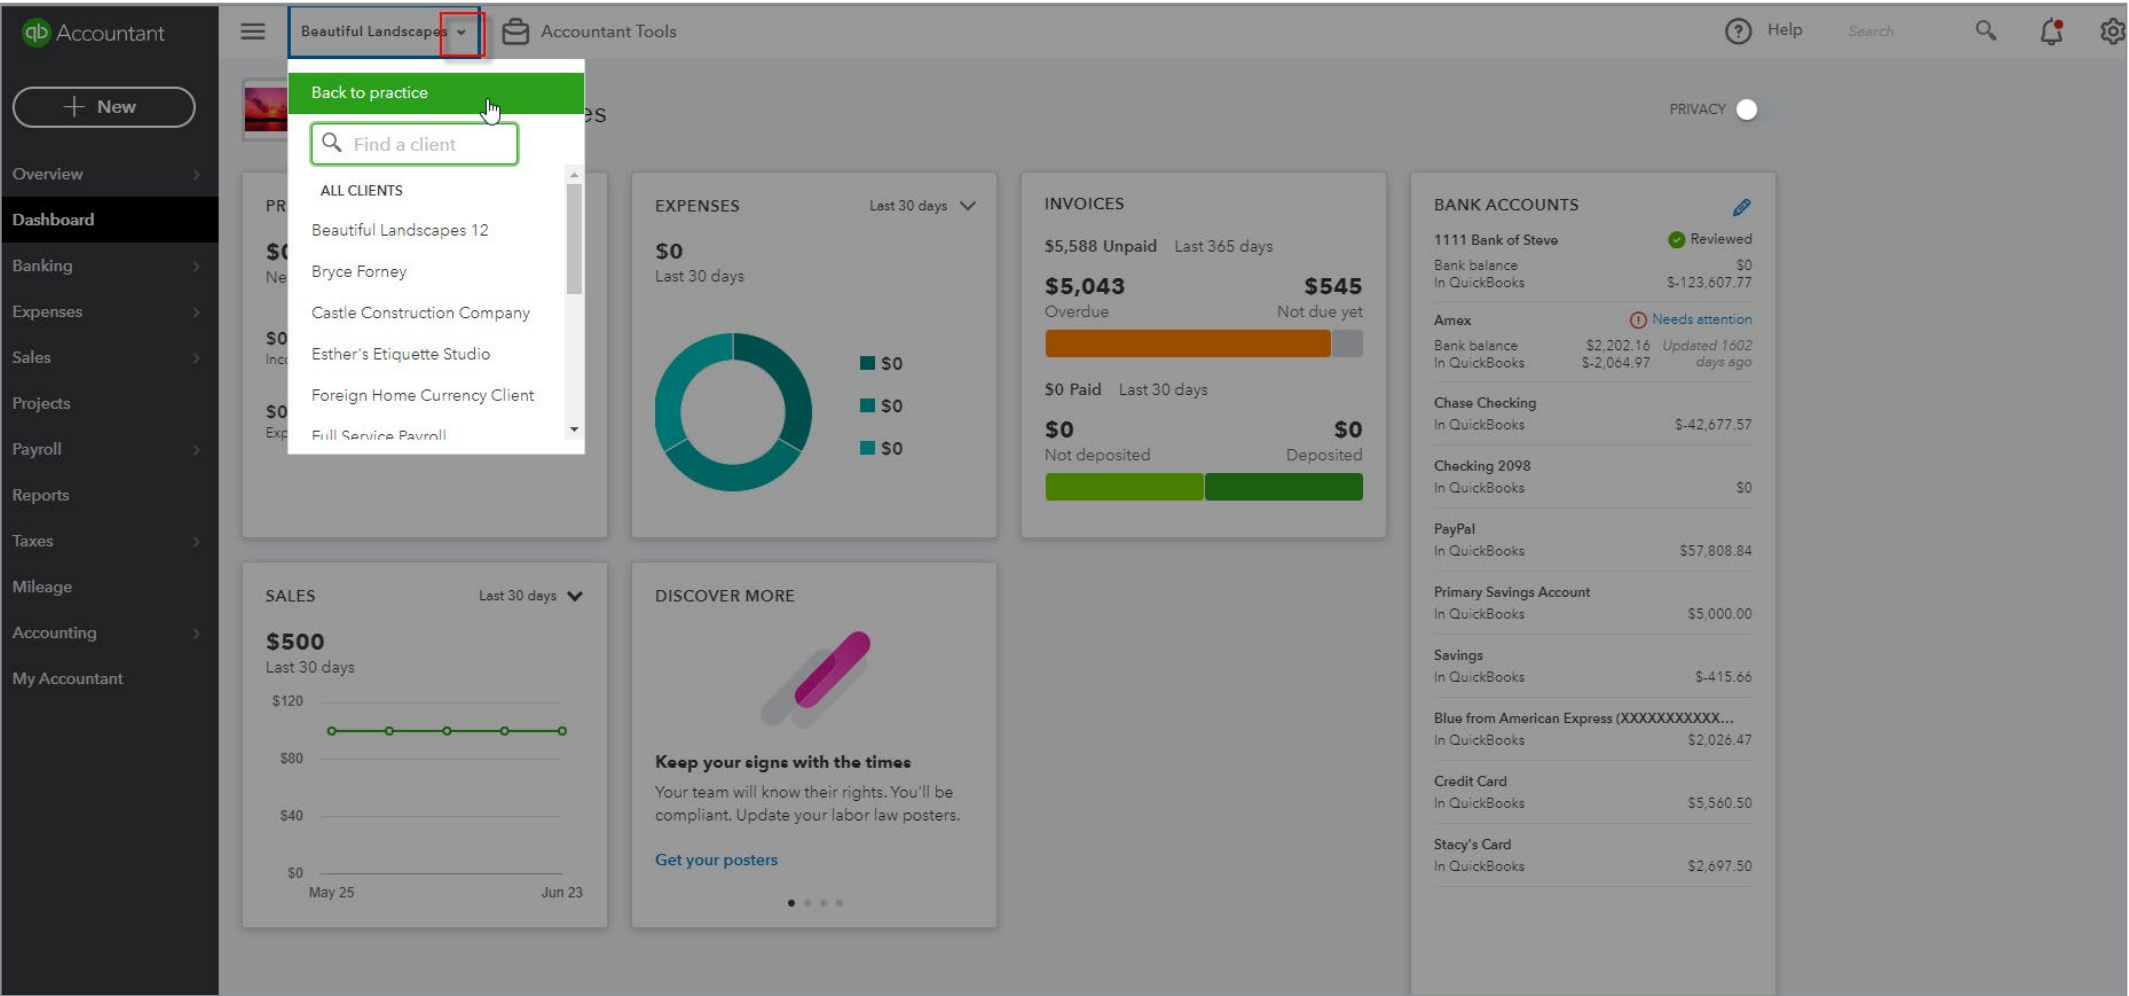 qb Accountant
Beautiful Landscapes
Accountant Tools
Help
Search
New
Overview
Dashboard
Banking
Expenses
Sales
Projects
Payroll
Reports
Taxes
Mileage
Accounting
My Accountant
Back to practice
Find a client
ALL CLIENTS
Beautiful Landscapes 12
Bryce Forney
Castle Construction Company
Esther's Etiquette Studio
Foreign Home Currency Client
Full Service Payroll
es
PRIVACY
PR
$0
Ne
$0
Inc
$0
Exp
EXPENSES Last 30 days
$0
Last 30 days
$0
$0
$0
INVOICES
$5,588 Unpaid Last 365 days
$5,043 $545
Overdue Not due yet
$0 Paid Last 30 days
$0 $0
Not deposited Deposited
BANK ACCOUNTS
1111 Bank of Steve Reviewed
Bank balance $0
In QuickBooks $-123,607.77
Amex Needs attention
Bank balance $2,202.16 Updated 1602
In QuickBooks $-2,064.97 days ago
Chase Checking
In QuickBooks $-42,677.57
Checking 2098
In QuickBooks $0
PayPal
In QuickBooks $57,808.84
Primary Savings Account
In QuickBooks $5,000.00
Savings
In QuickBooks $-415.66
Blue from American Express (XXXXXXXXXXX...
In QuickBooks $2,026.47
Credit Card
In QuickBooks $5,560.50
Stacy's Card
In QuickBooks $2,697.50
SALES Last 30 days
$500
Last 30 days
$120
$80
$40
$0
May 25 Jun 23
DISCOVER MORE
Keep your signs with the times
Your team will know their rights. You'll be
compliant. Update your labor law posters.
Get your posters